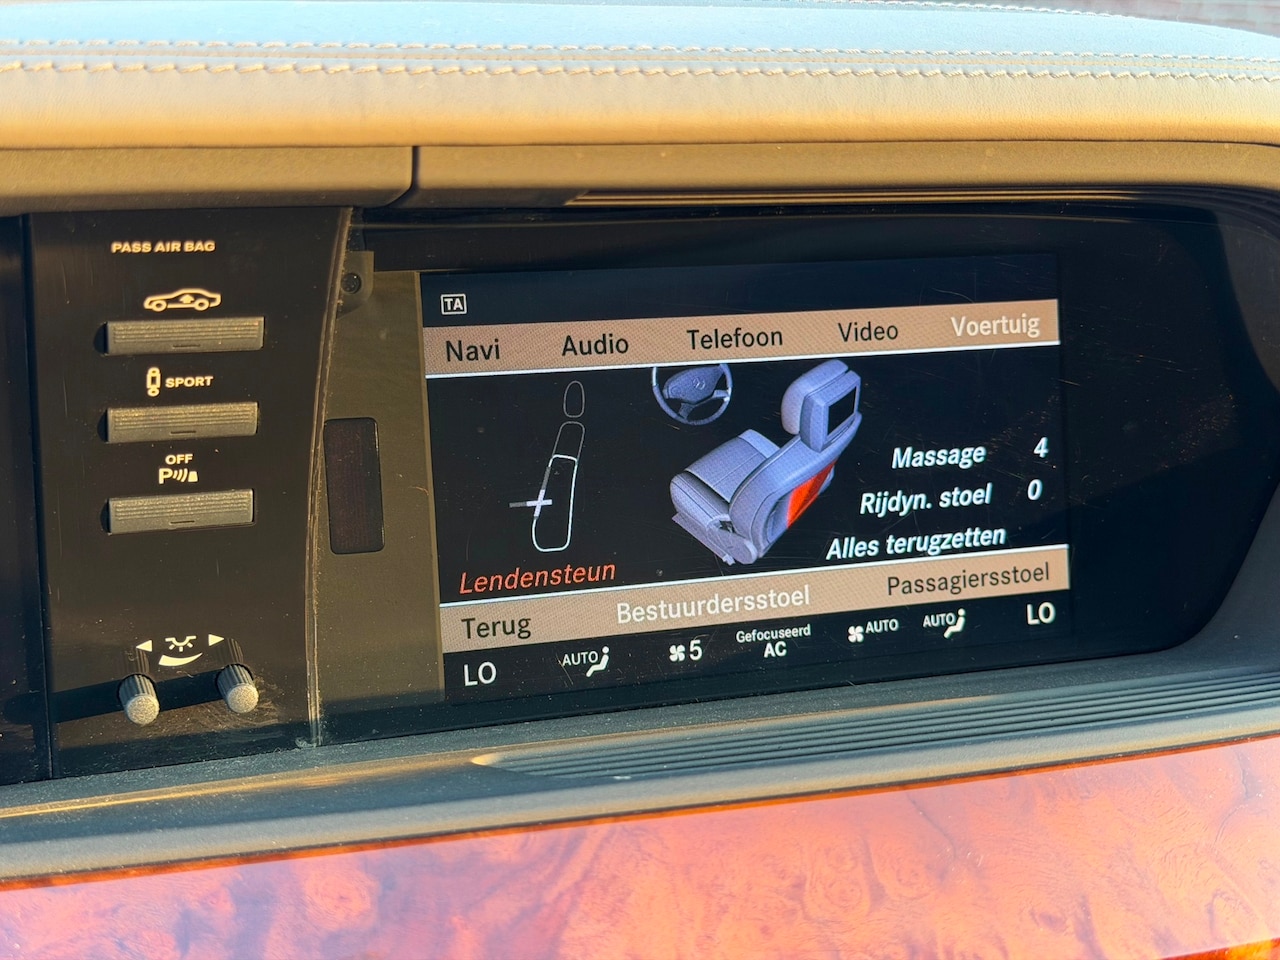 PASS AIR BAG
SPORT
OFF
P
TA
Navi Audio Telefoon Video Voertuig
Massage 4
Rijdyn. stoel 0
Alles terugzetten
Lendensteun
Terug Bestuurdersstoel Passagiersstoel
LO AUTO 5 Gefocuseerd AC AUTO AUTO LO